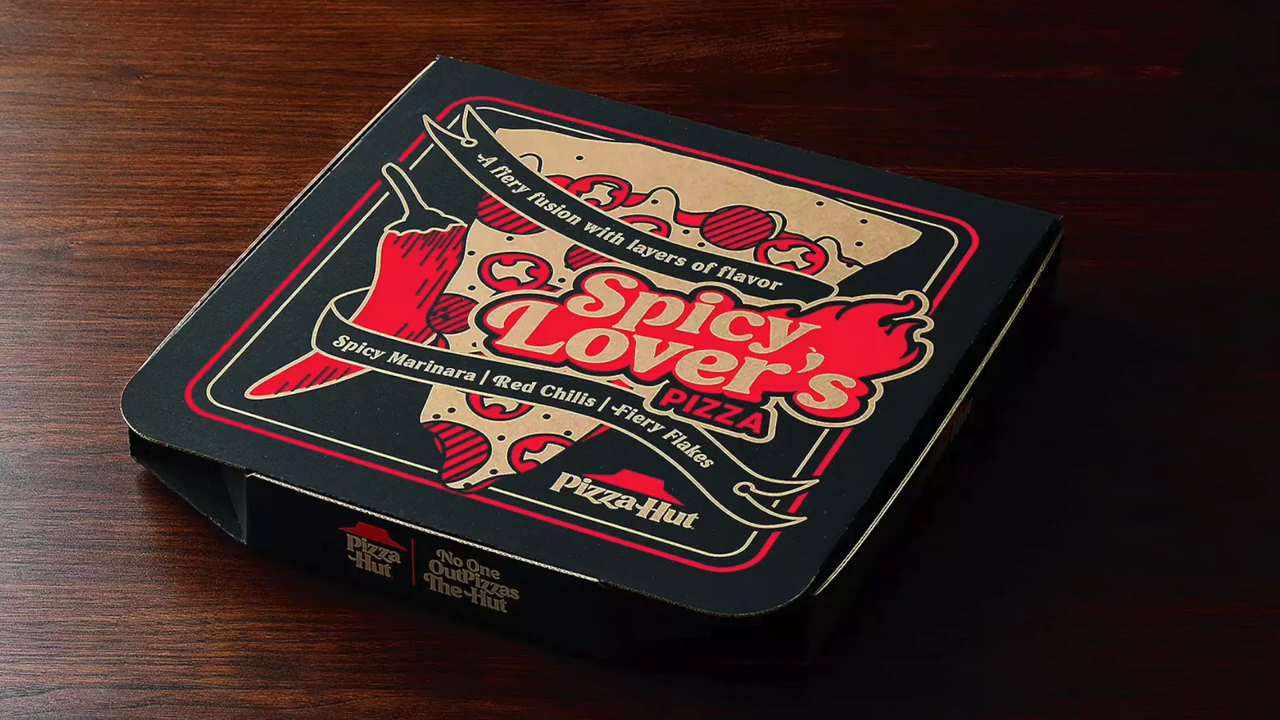 A fiery fusion with layers of flavor
Spicy
Lover's
PIZZA
Spicy Marinara | Red Chilis | Fiery Flakes
Pizza Hut
Pizza
Hut
No One
OutPizzas
The Hut